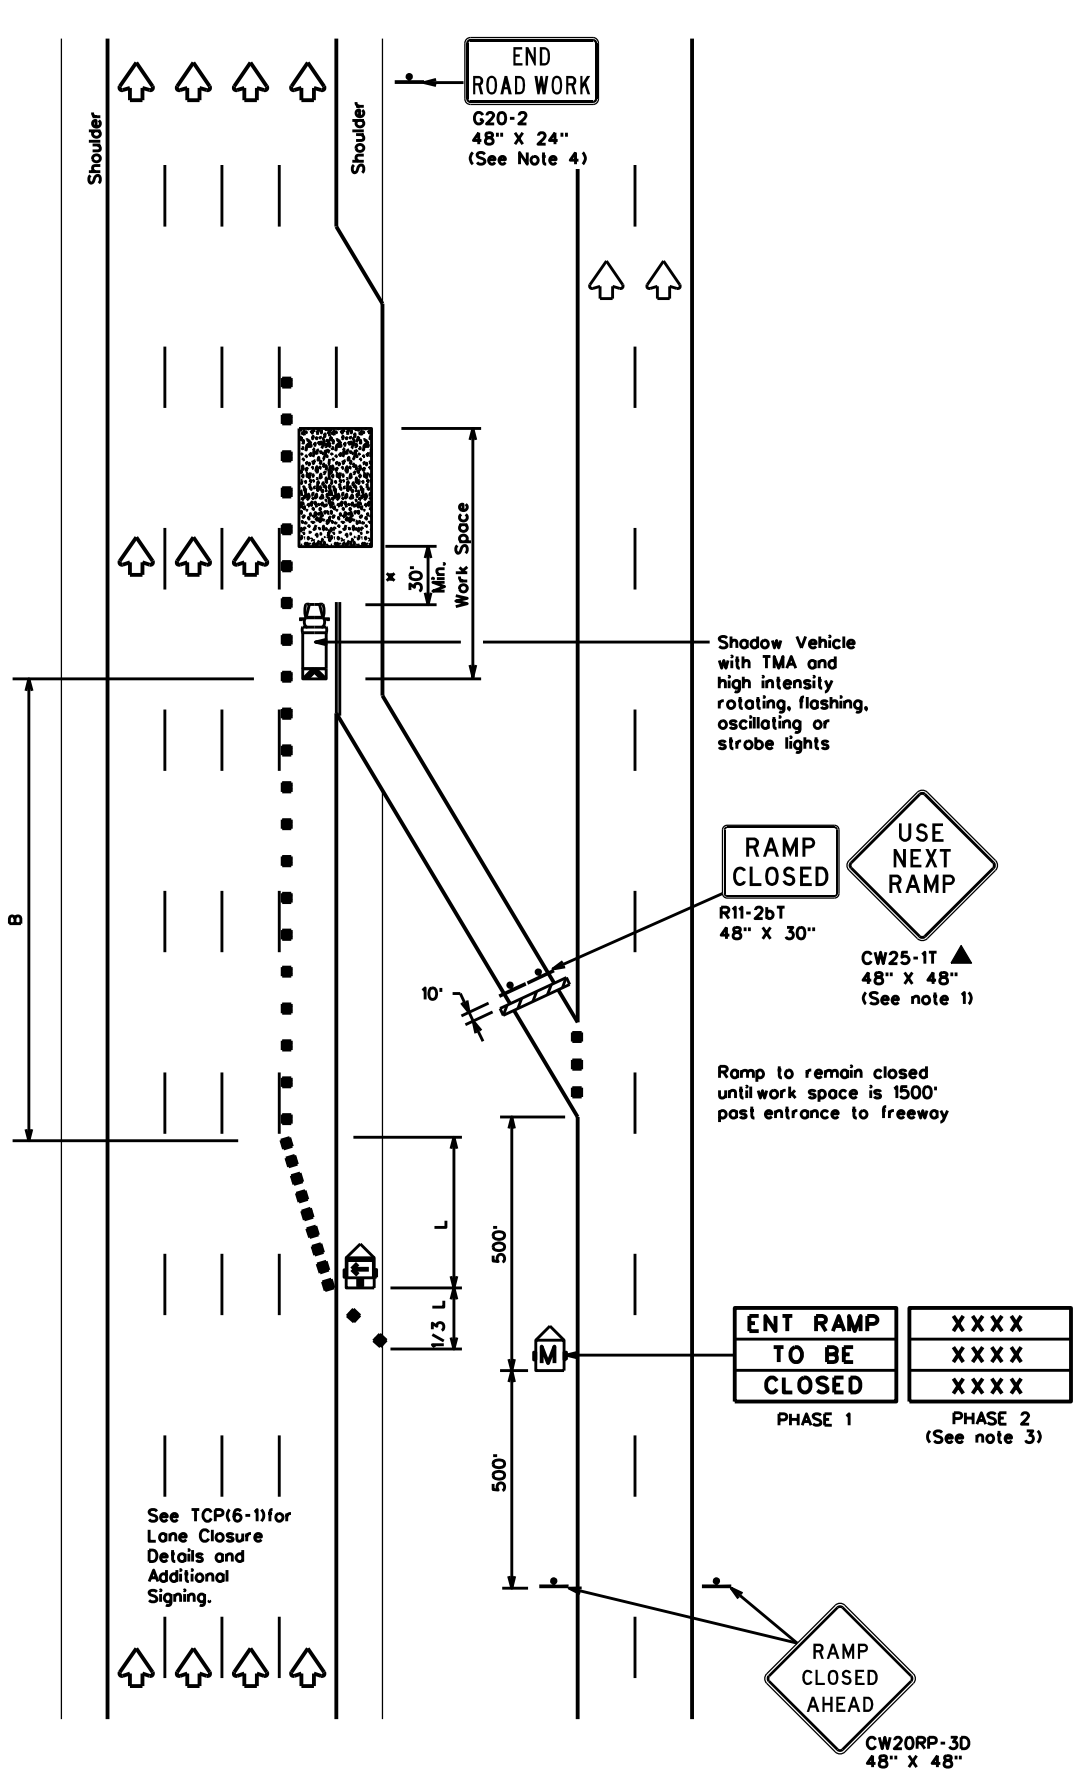 END
ROAD WORK
G20-2
48" X 24"
(See Note 4)
Shoulder
Shoulder
x
30'
Min.
Work Space
Shadow Vehicle
with TMA and
high intensity
rotating, flashing,
oscillating or
strobe lights
RAMP
CLOSED
R11-2bT
48" X 30"
USE
NEXT
RAMP
CW25-1T
48" X 48"
(See note 1)
B
10'
Ramp to remain closed
until work space is 1500'
past entrance to freeway
L
1/3 L
500'
M
ENT RAMP
TO BE
CLOSED
PHASE 1
XXXX
XXXX
XXXX
PHASE 2
(See note 3)
500'
See TCP(6-1)for
Lane Closure
Details and
Additional
Signing.
RAMP
CLOSED
AHEAD
CW20RP-3D
48" X 48"